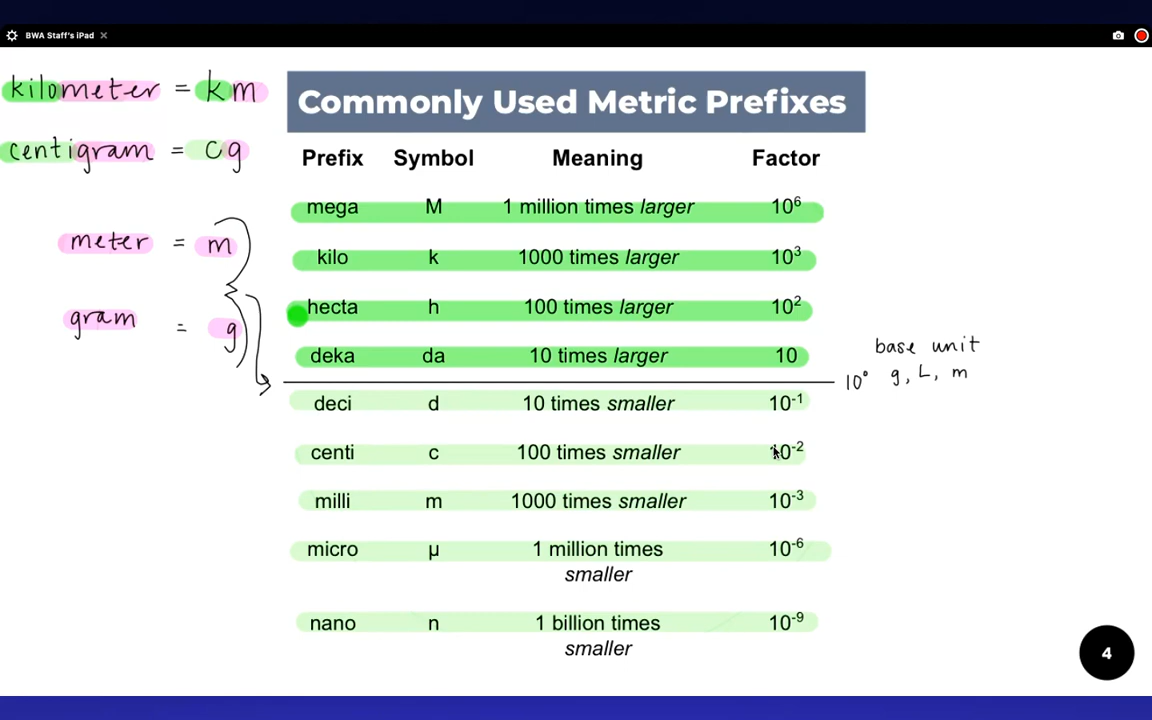 BWA Staff's iPad
kilometer = km
centigram = cg
meter = m
gram = g
Commonly Used Metric Prefixes
Prefix Symbol Meaning Factor
mega M 1 million times larger 10⁶
kilo k 1000 times larger 10³
hecta h 100 times larger 10²
deka da 10 times larger 10
base unit
10⁰ g, L, m
deci d 10 times smaller 10⁻¹
centi c 100 times smaller 10⁻²
milli m 1000 times smaller 10⁻³
micro µ 1 million times 10⁻⁶
smaller
nano n 1 billion times 10⁻⁹
smaller
4